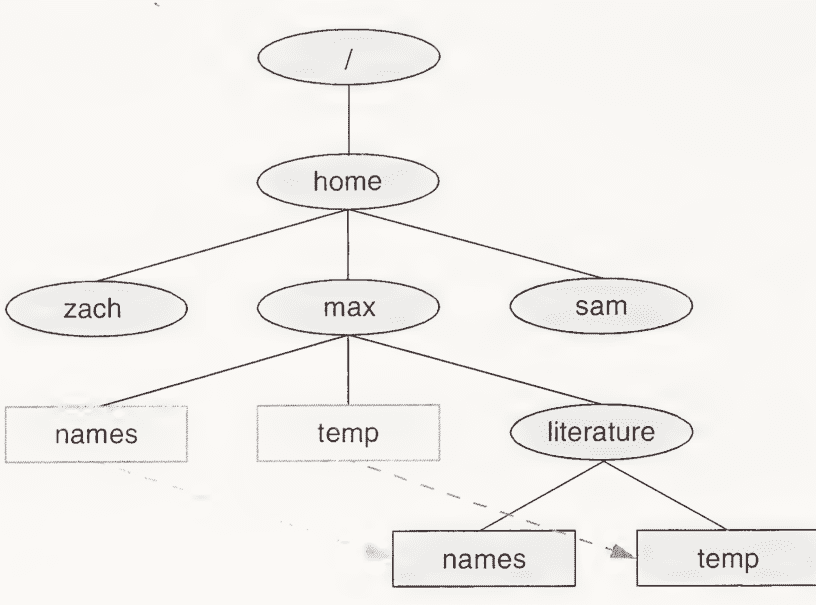 /
home
zach
max
sam
names
temp
literature
names
temp